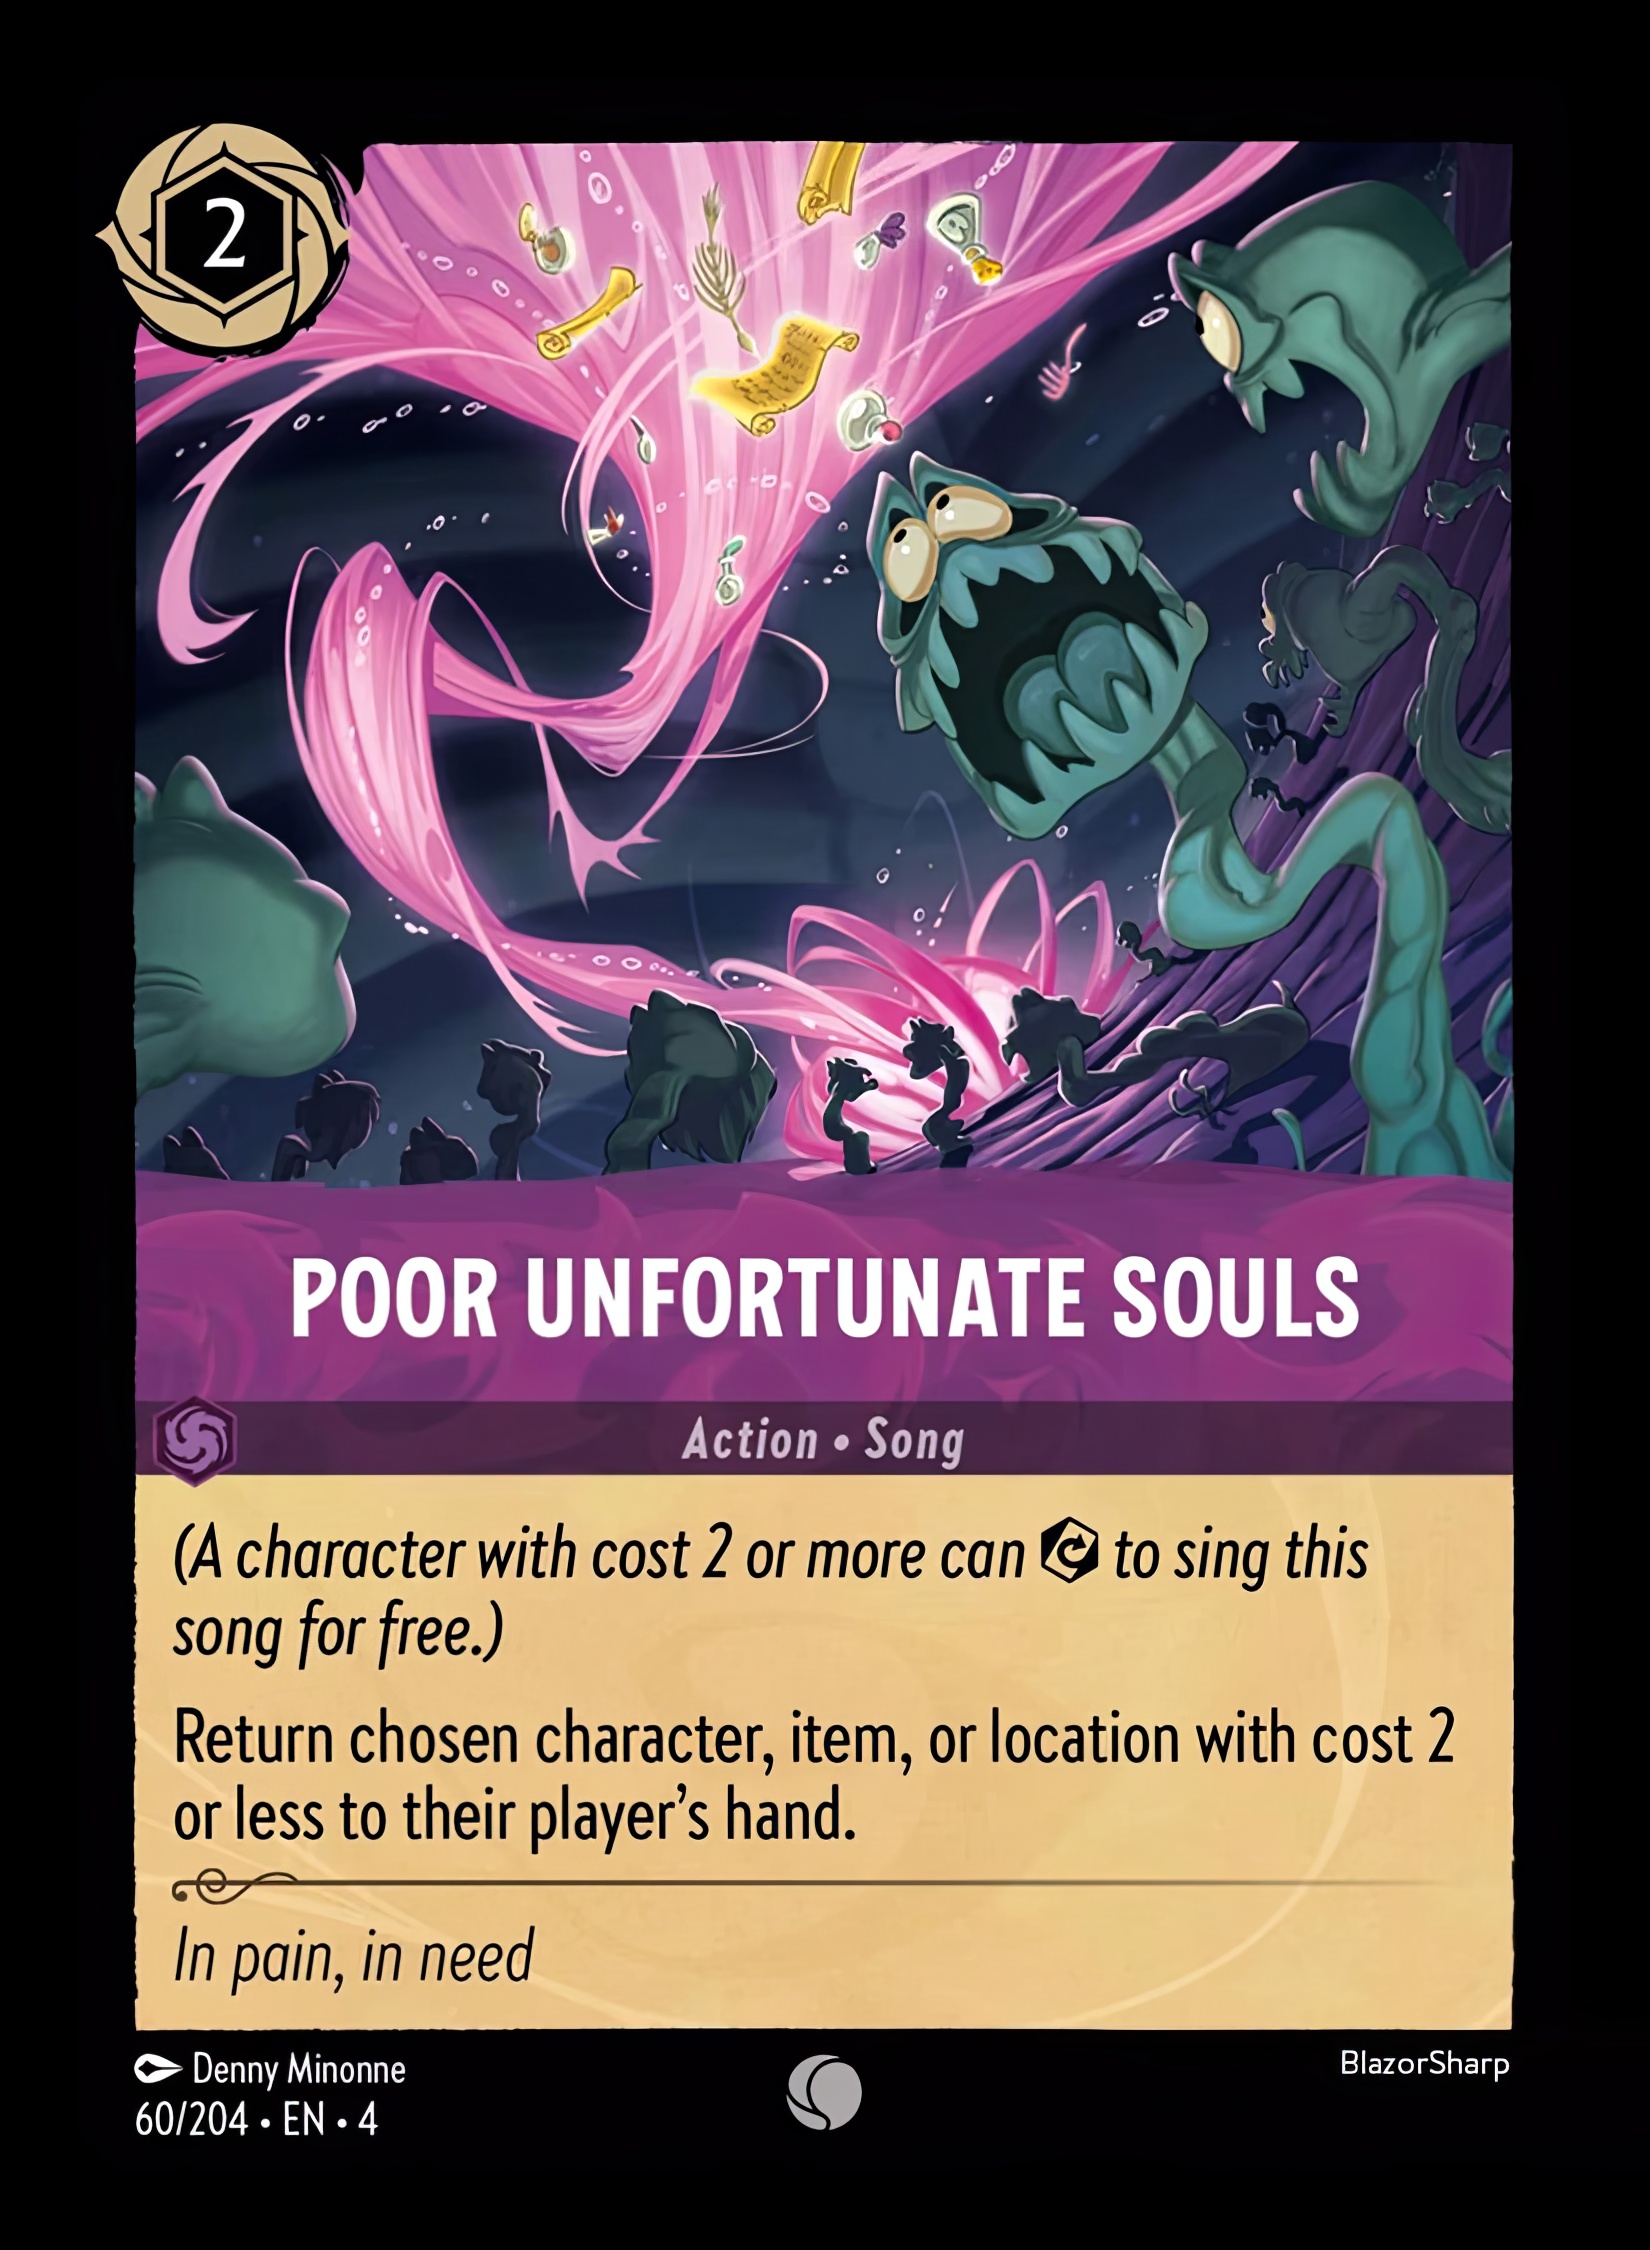 2
POOR UNFORTUNATE SOULS
Action • Song
(A character with cost 2 or more can to sing this
song for free.)
Return chosen character, item, or location with cost 2
or less to their player's hand.
In pain, in need
Denny Minonne
BlazorSharp
60/204 • EN • 4